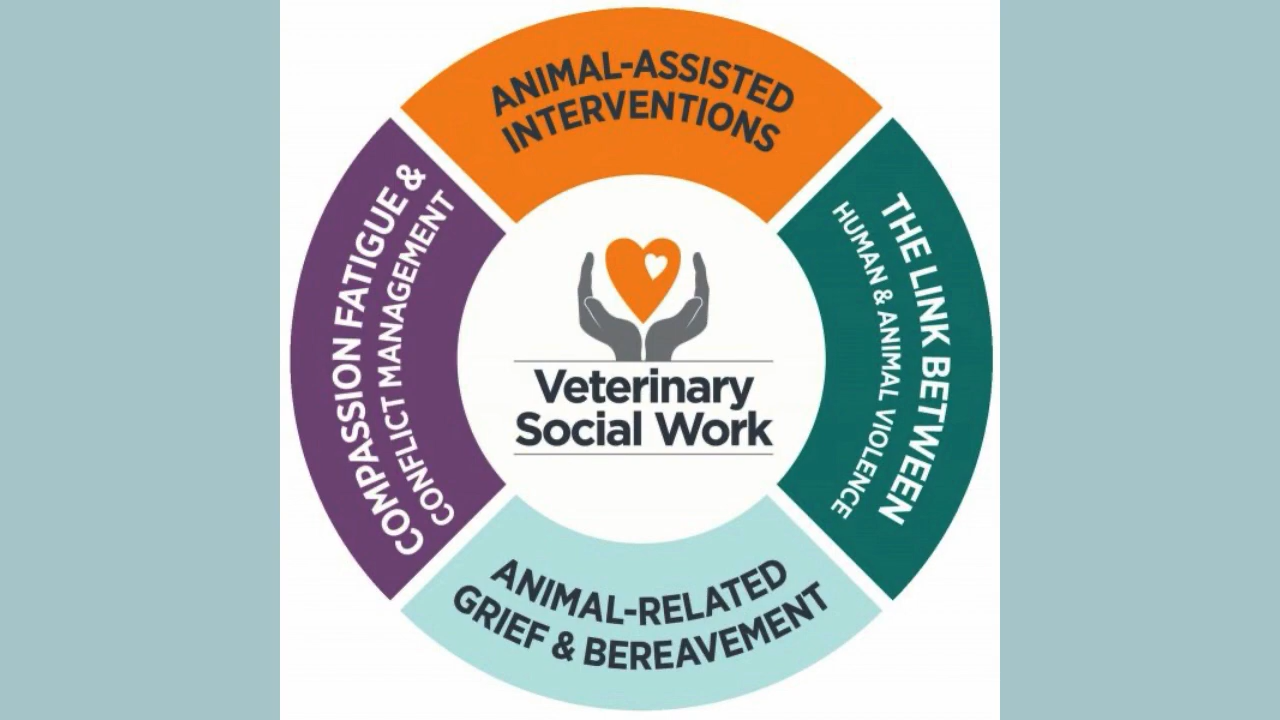 ANIMAL-ASSISTED
INTERVENTIONS
THE LINK BETWEEN
HUMAN & ANIMAL VIOLENCE
ANIMAL-RELATED
GRIEF & BEREAVEMENT
COMPASSION FATIGUE &
CONFLICT MANAGEMENT
Veterinary
Social Work